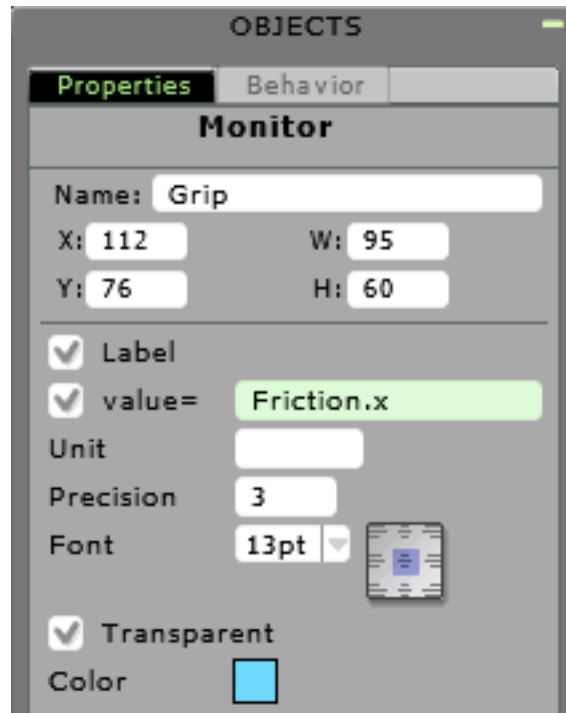 OBJECTS
Properties Behavior
Monitor
Name: Grip
X: 112 W: 95
Y: 76 H: 60
Label
value= Friction.x
Unit
Precision 3
Font 13pt
Transparent
Color